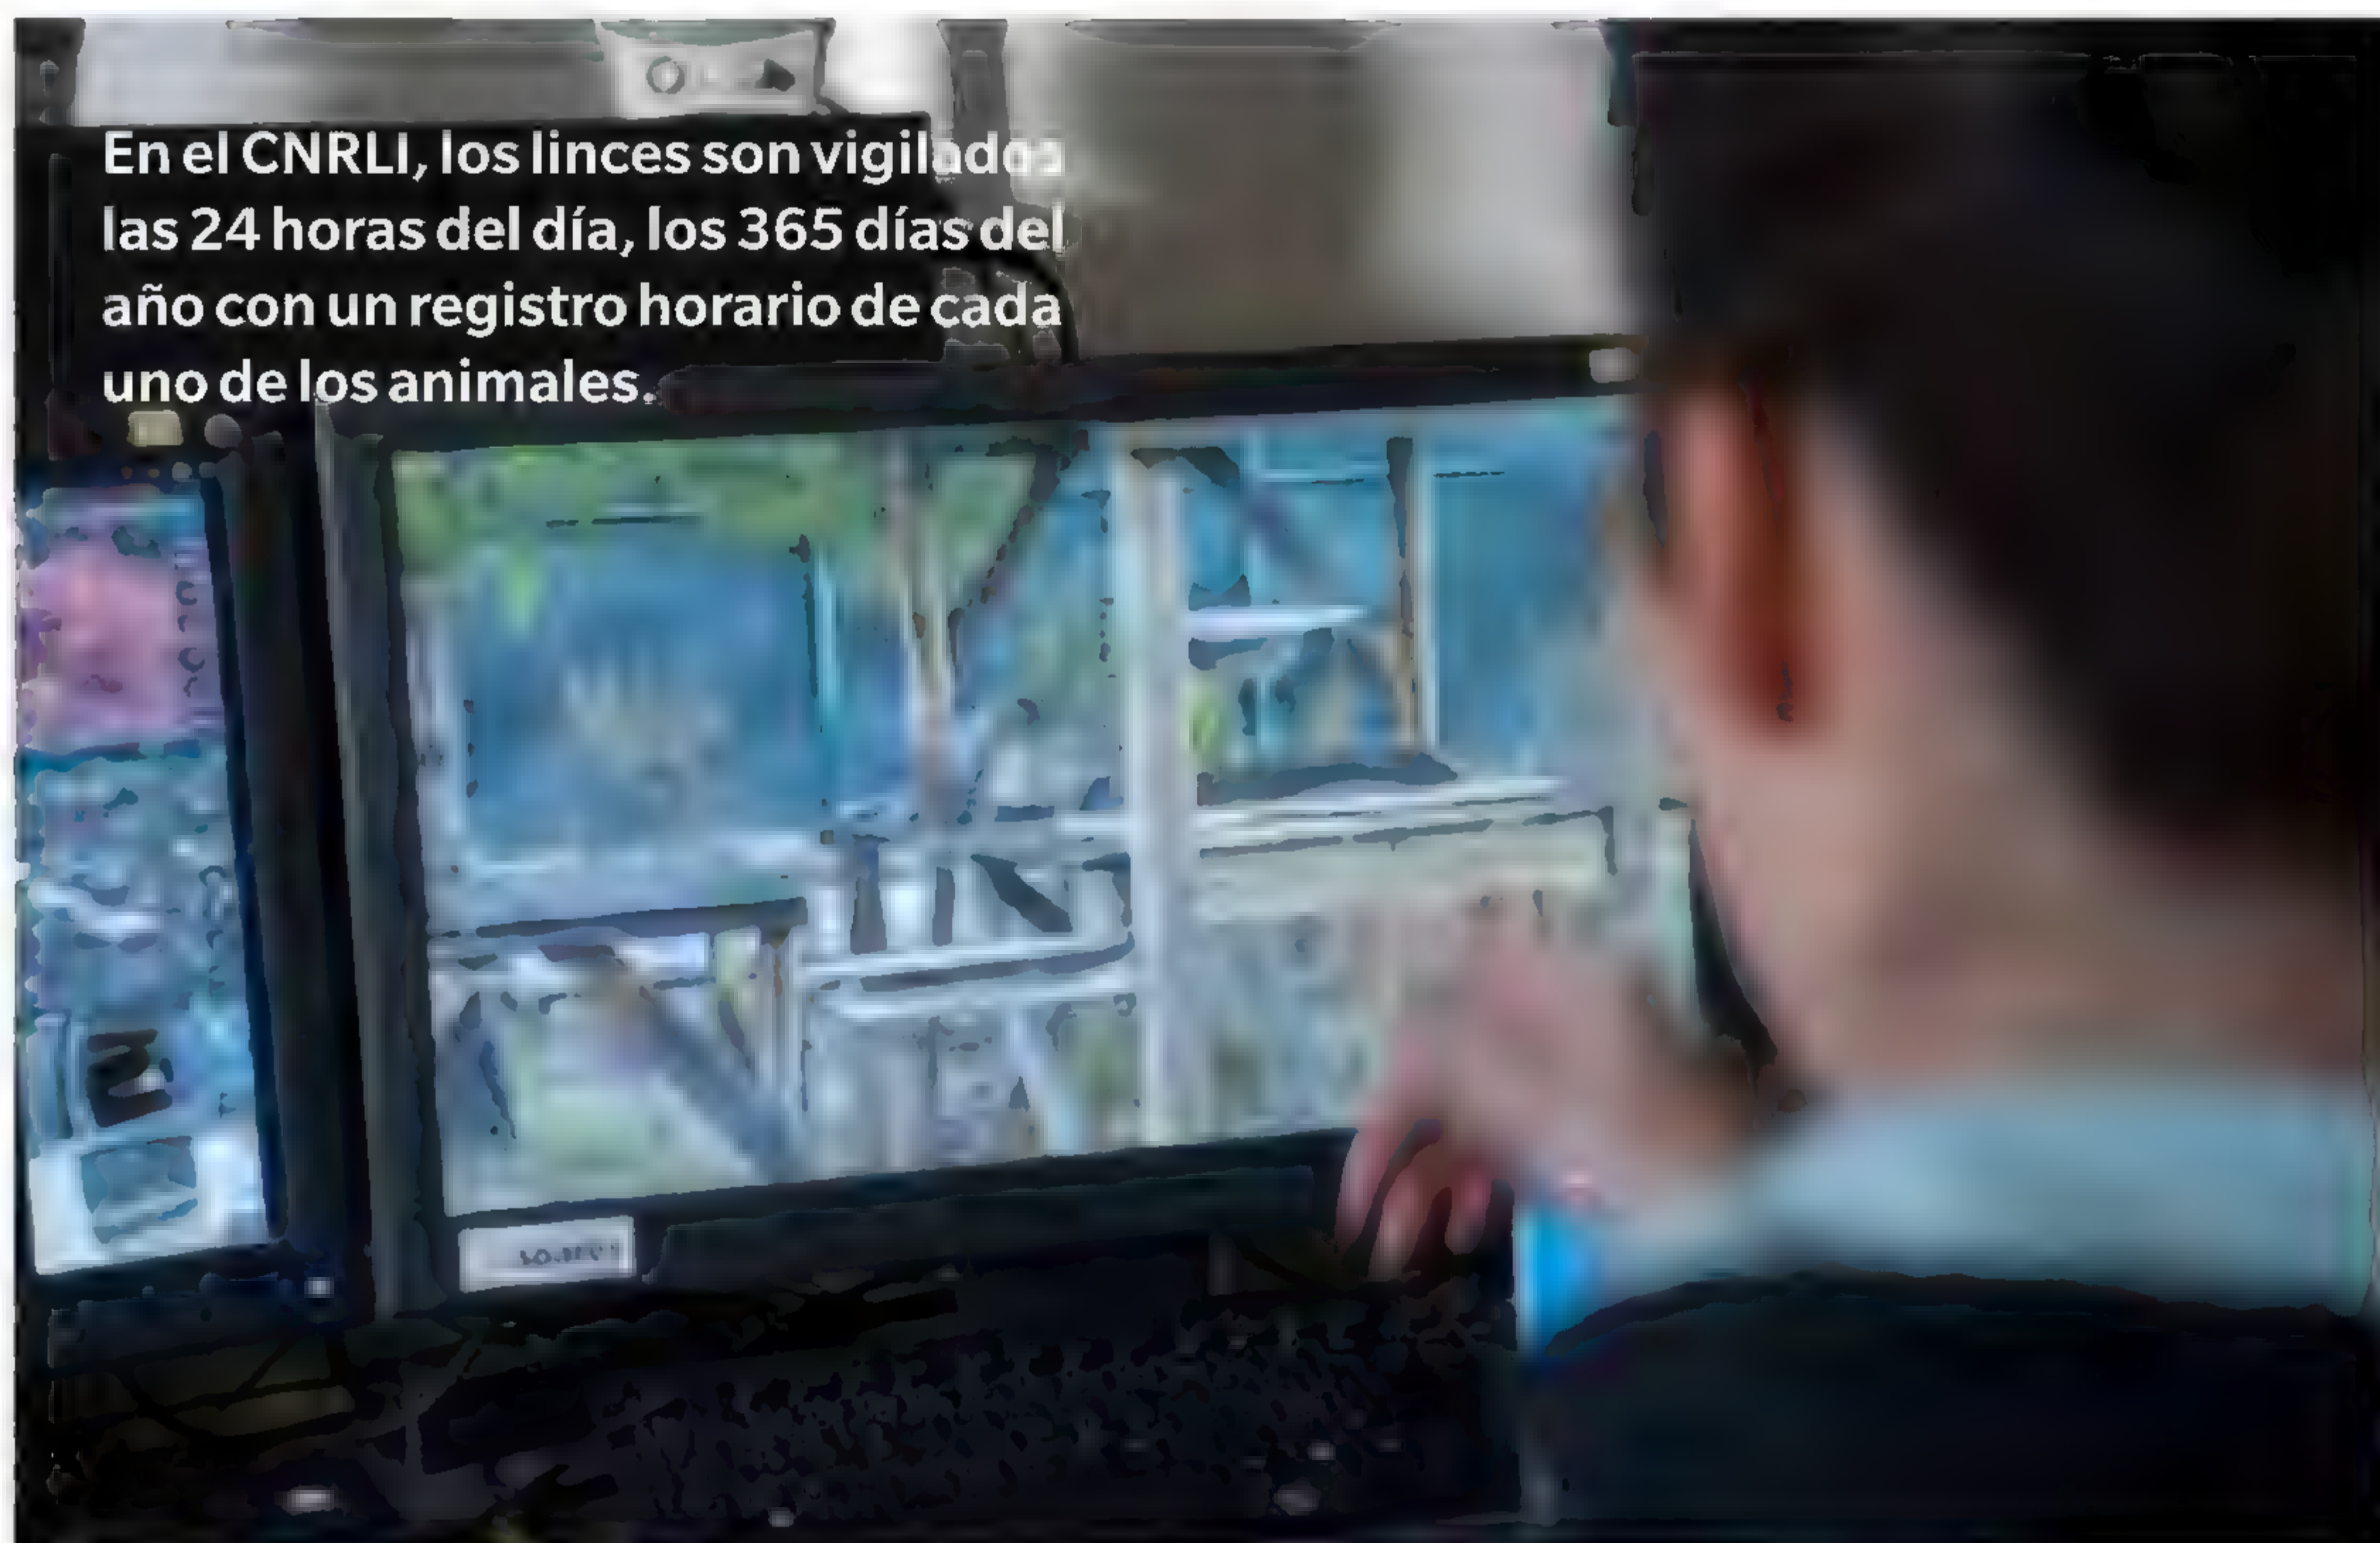 En el CNRLI, los linces son vigilados
las 24 horas del día, los 365 días del
año con un registro horario de cada
uno de los animales.